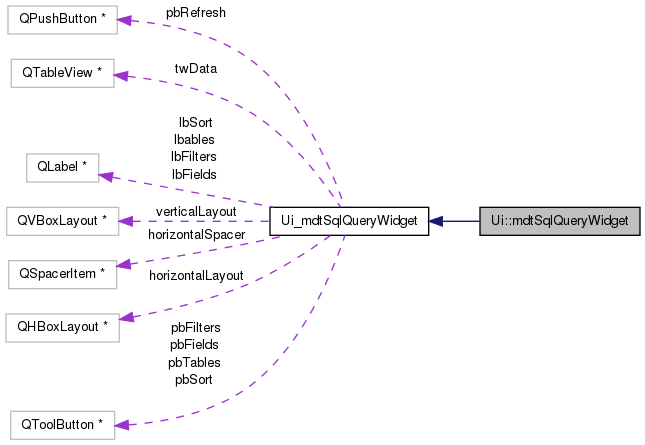 QPushButton *
pbRefresh
QTableView *
twData
lbSort
lbables
lbFilters
lbFields
QLabel *
QVBoxLayout *
verticalLayout
Ui_mdtSqlQueryWidget
Ui::mdtSqlQueryWidget
horizontalSpacer
QSpacerItem *
horizontalLayout
QHBoxLayout *
pbFilters
pbFields
pbTables
pbSort
QToolButton *